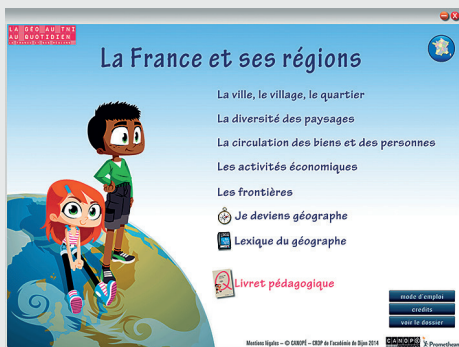 LA GÉO AU TNI
AU QUOTIDIEN
La France et ses régions
La ville, le village, le quartier
La diversité des paysages
La circulation des biens et des personnes
Les activités économiques
Les frontières
Je deviens géographe
Lexique du géographe
Livret pédagogique
mode d'emploi
credits
voir le dossier
Mentions légales – © CANOPÉ – CRDP de l'académie de Dijon 2014
CANOPÉ
Promethean